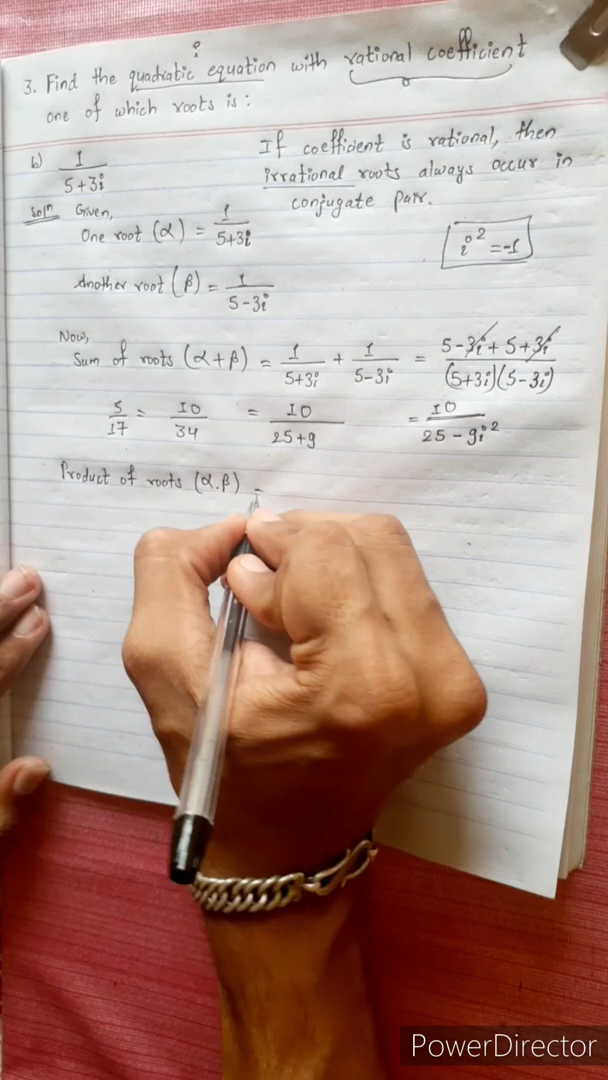 3. Find the quadratic equation with rational coefficient
one of which roots is :
b) 1/(5+3i)
If coefficient is rational, then
irrational roots always occur in
conjugate pair.
Soln Given,
One root (α) = 1/(5+3i)
i² = -1
Another root (β) = 1/(5-3i)
Now,
Sum of roots (α+β) = 1/(5+3i) + 1/(5-3i) = (5-3i+5+3i)/((5+3i)(5-3i))
5/17 = 10/34 = 10/(25+9) = 10/(25-9i²)
Product of roots (α.β) =
PowerDirector